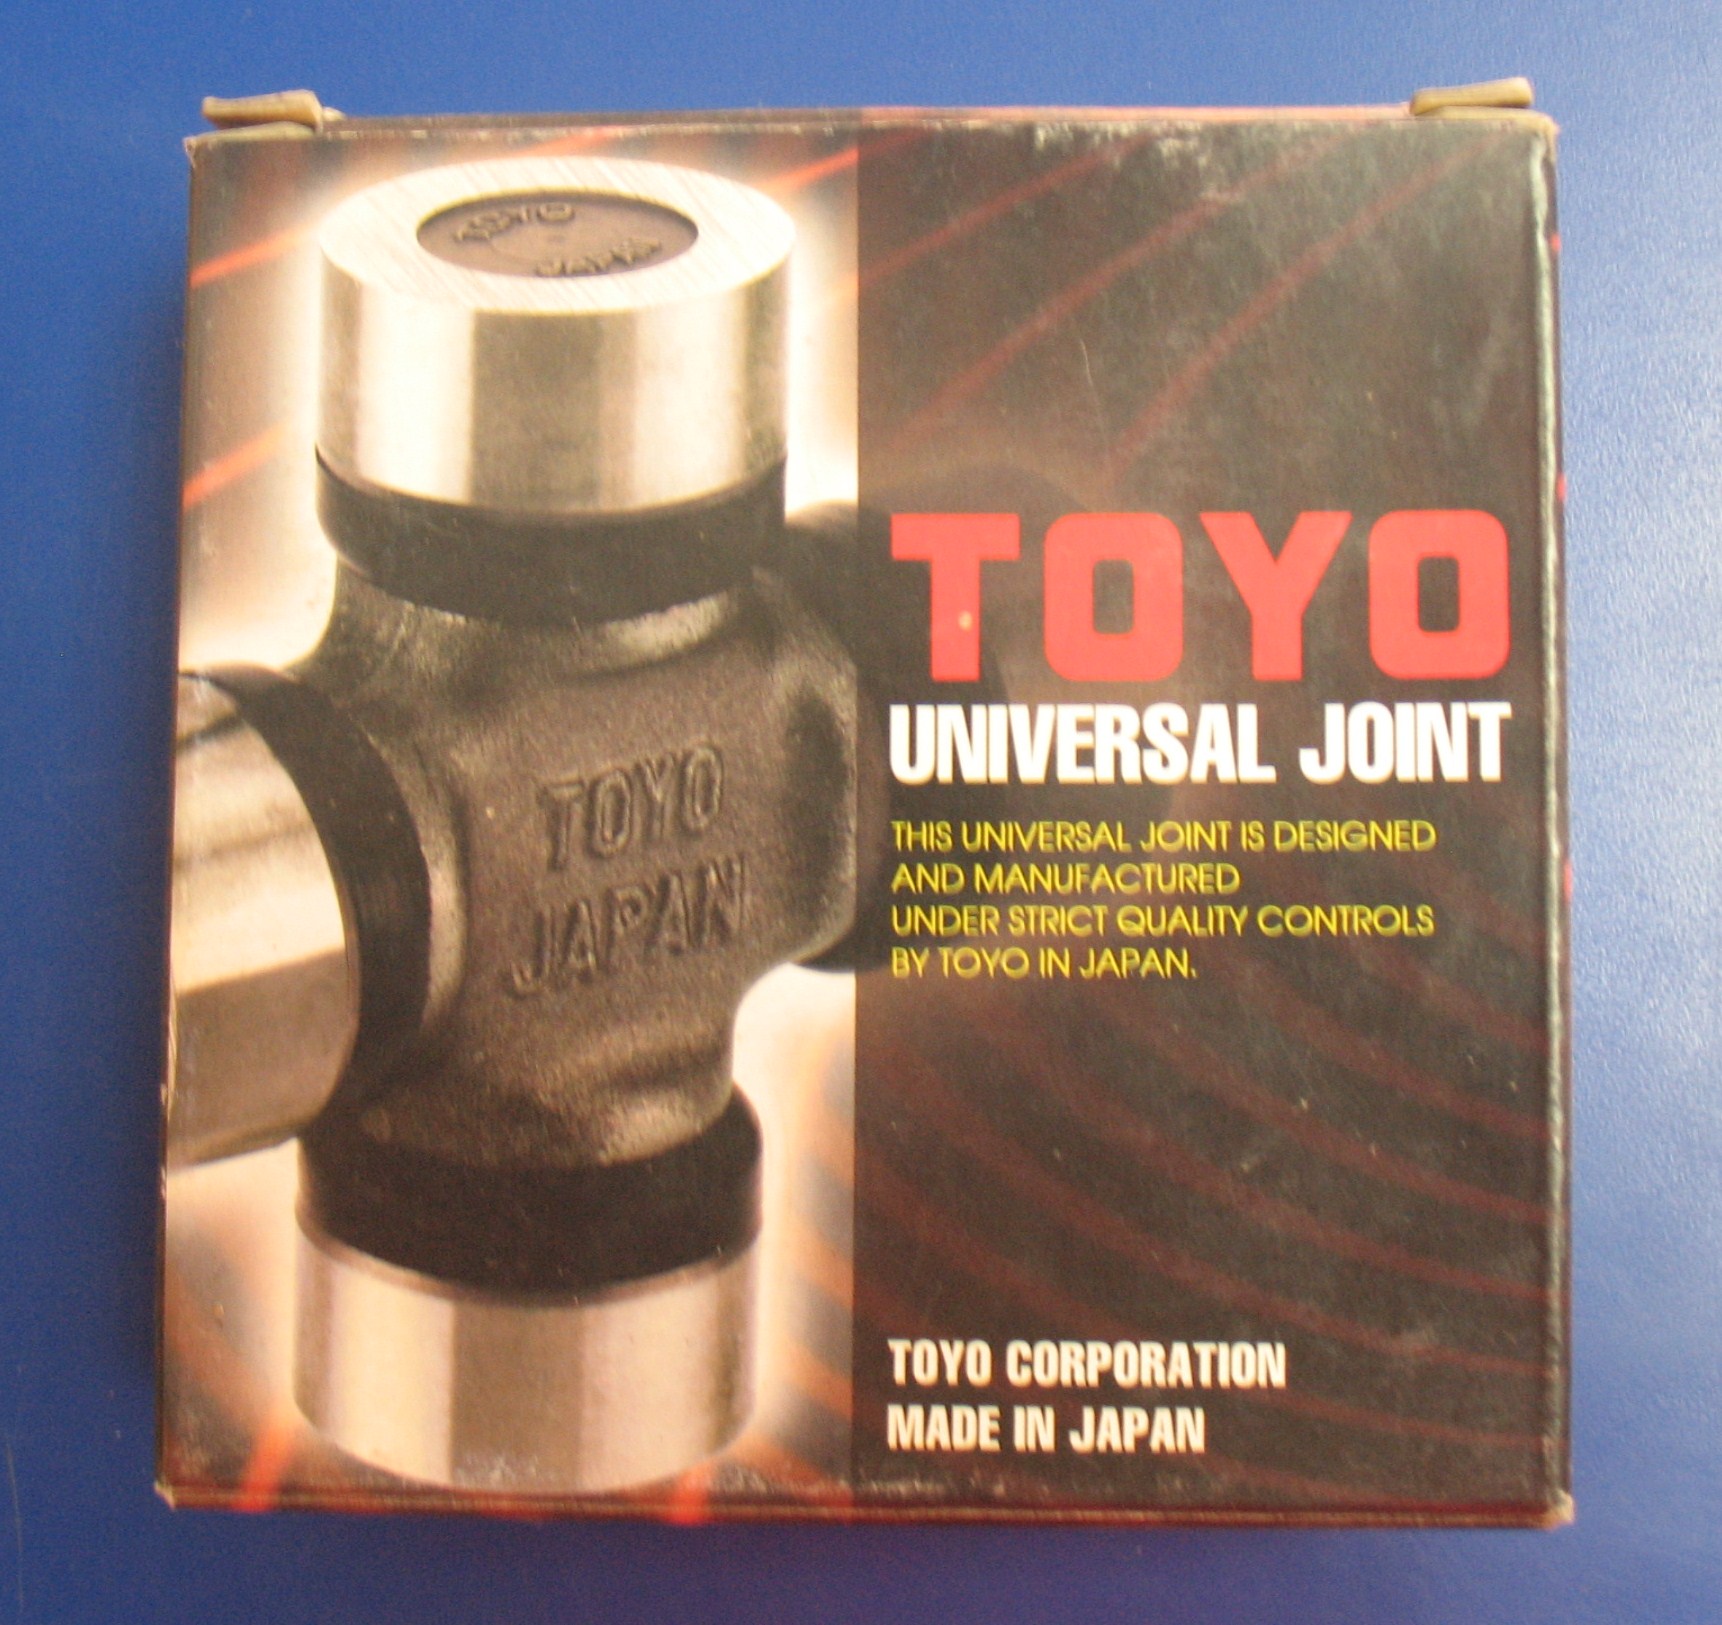 TOYO
JAPAN
TOYO
JAPAN
TOYO
UNIVERSAL JOINT
THIS UNIVERSAL JOINT IS DESIGNED
AND MANUFACTURED
UNDER STRICT QUALITY CONTROLS
BY TOYO IN JAPAN.
TOYO CORPORATION
MADE IN JAPAN